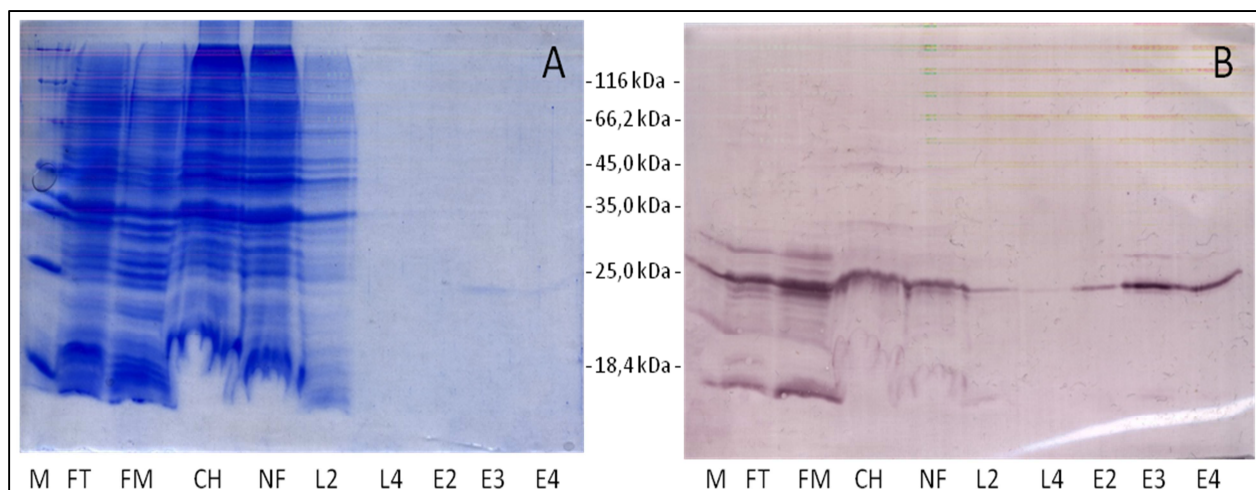 A
B
-116 kDa -
-66,2 kDa -
-45,0 kDa -
-35,0 kDa -
-25,0 kDa -
-18,4 kDa -
M FT FM CH NF L2 L4 E2 E3 E4
M FT FM CH NF L2 L4 E2 E3 E4